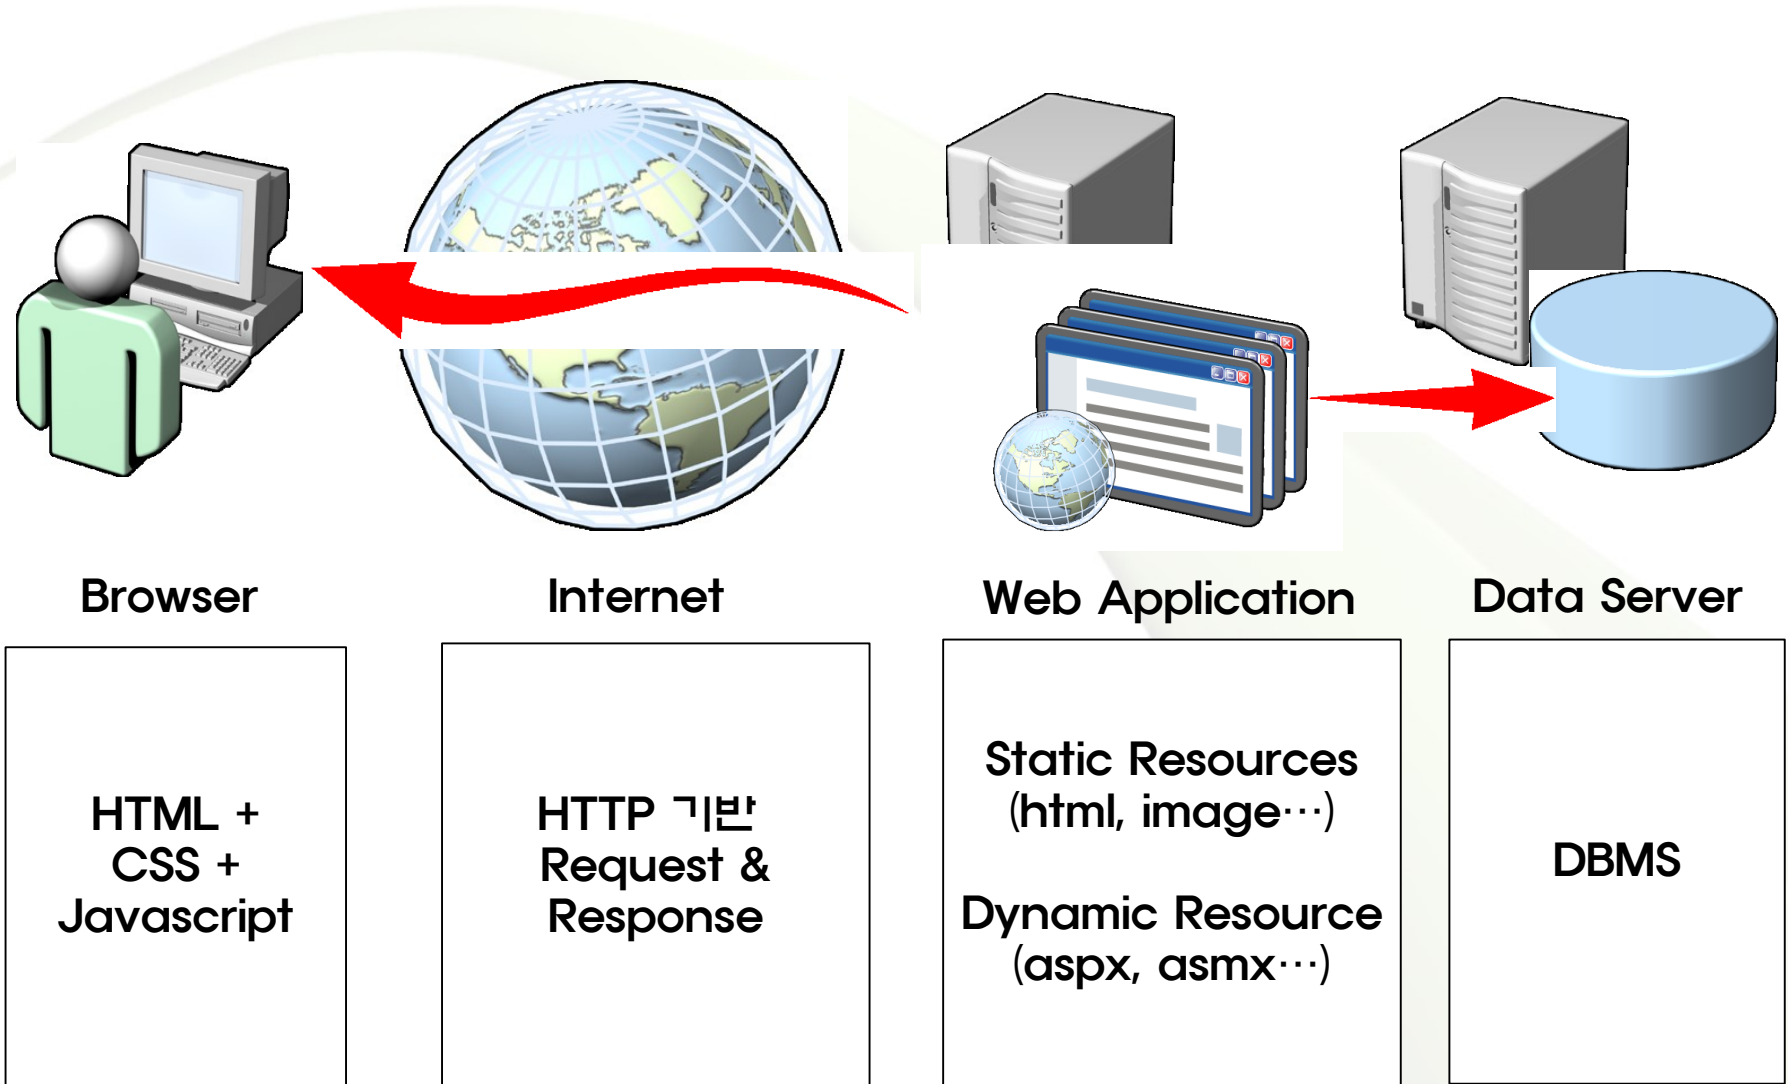 Browser
Internet
Web Application
Data Server
HTML +
CSS +
Javascript
HTTP 기반
Request &
Response
Static Resources
(html, image…)
Dynamic Resource
(aspx, asmx…)
DBMS